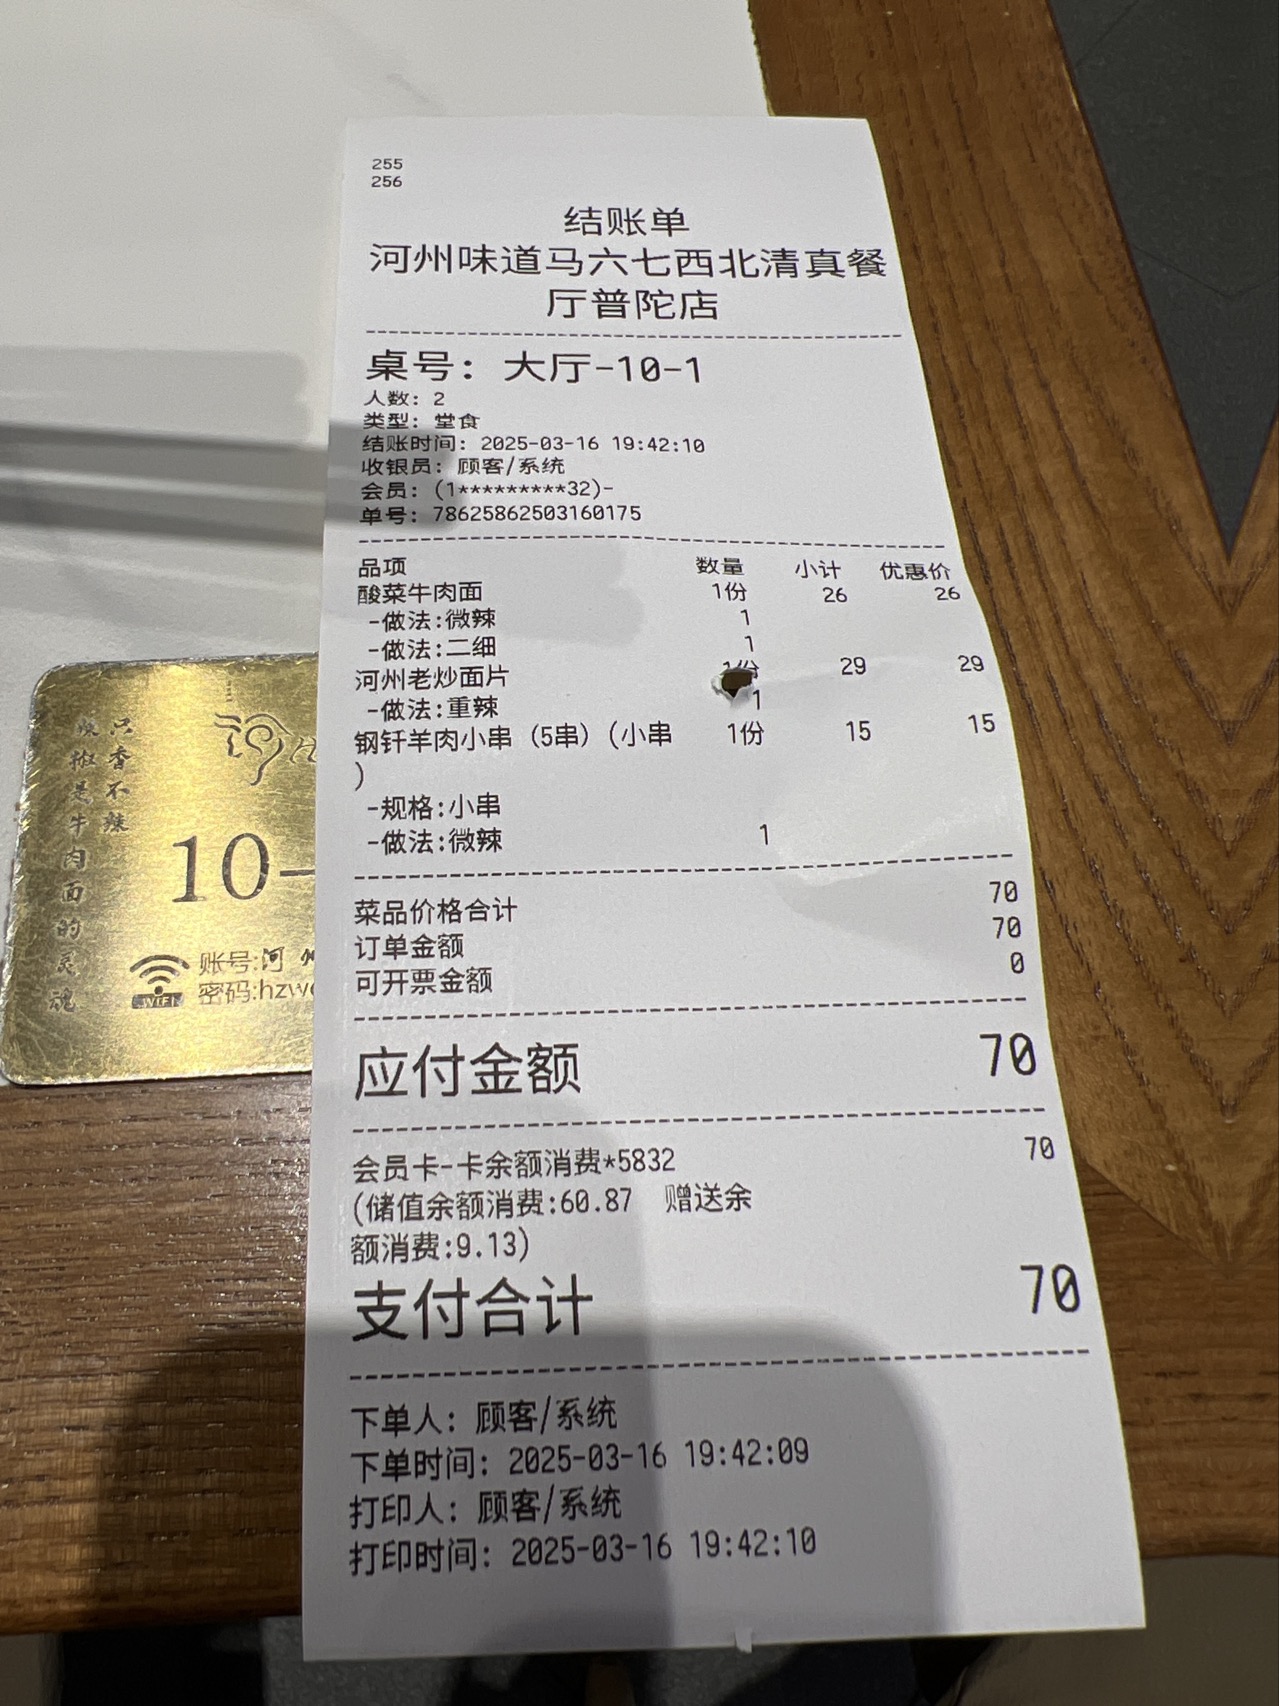 255
256
结账单
河州味道马六七西北清真餐
厅普陀店
桌号：大厅-10-1
人数：2
类型：堂食
结账时间：2025-03-16 19:42:10
收银员：顾客/系统
会员：(1*********32)-
单号：78625862503160175
品项 数量 小计 优惠价
酸菜牛肉面 1份 26 26
-做法:微辣 1
-做法:二细 1
河州老炒面片 1份 29 29
-做法:重辣 1
钢钎羊肉小串（5串）(小串 1份 15 15
)
-规格:小串
-做法:微辣 1
菜品价格合计 70
订单金额 70
可开票金额 0
应付金额 70
会员卡-卡余额消费*5832 70
(储值余额消费:60.87 赠送余
额消费:9.13)
支付合计 70
下单人：顾客/系统
下单时间：2025-03-16 19:42:09
打印人：顾客/系统
打印时间：2025-03-16 19:42:10
只香不辣
辣椒是牛肉面的灵魂
10-
WIFI
账号:河州
密码:hzw